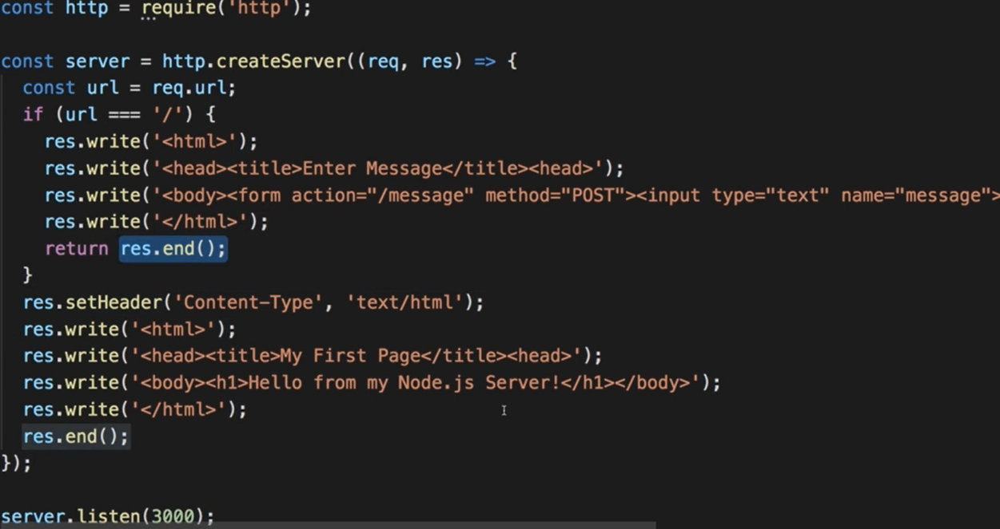 const http = require('http');
const server = http.createServer((req, res) => {
const url = req.url;
if (url === '/') {
res.write('<html>');
res.write('<head><title>Enter Message</title><head>');
res.write('<body><form action="/message" method="POST"><input type="text" name="message">
res.write('</html>');
return res.end();
}
res.setHeader('Content-Type', 'text/html');
res.write('<html>');
res.write('<head><title>My First Page</title><head>');
res.write('<body><h1>Hello from my Node.js Server!</h1></body>');
res.write('</html>');
res.end();
});
server.listen(3000);